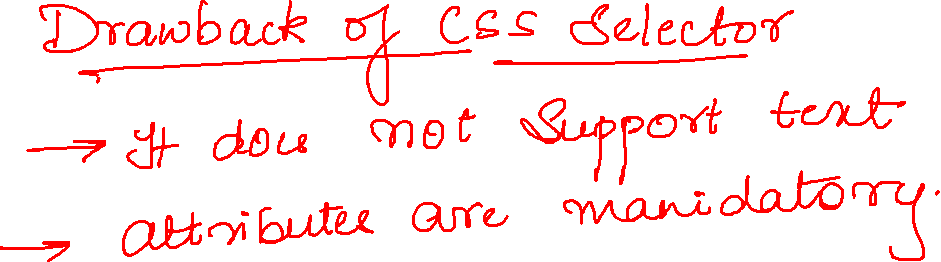 Drawback of CSS Selector
→ It does not Support text
→ attributes are manidatory.